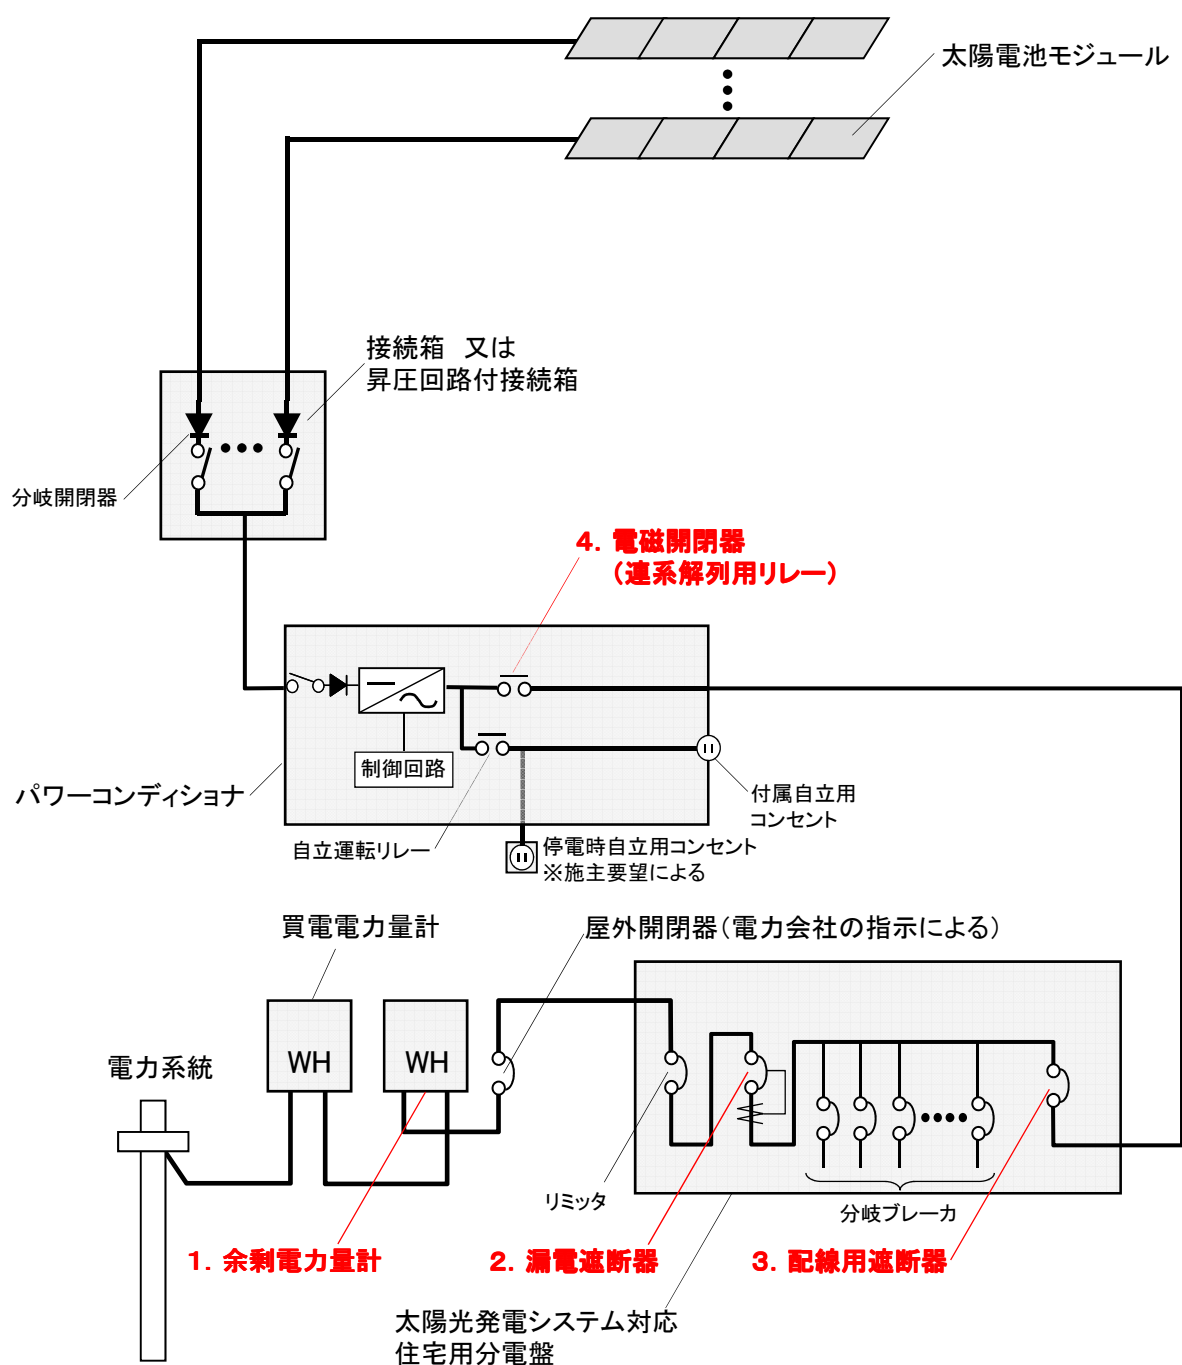 太陽電池モジュール
接続箱　又は
昇圧回路付接続箱
分岐開閉器
4. 電磁開閉器
（連系解列用リレー）
制御回路
パワーコンディショナ
付属自立用
コンセント
自立運転リレー
停電時自立用コンセント
※施主要望による
買電電力量計
屋外開閉器（電力会社の指示による）
WH
WH
電力系統
リミッタ
分岐ブレーカ
1. 余剰電力量計
2. 漏電遮断器
3. 配線用遮断器
太陽光発電システム対応
住宅用分電盤